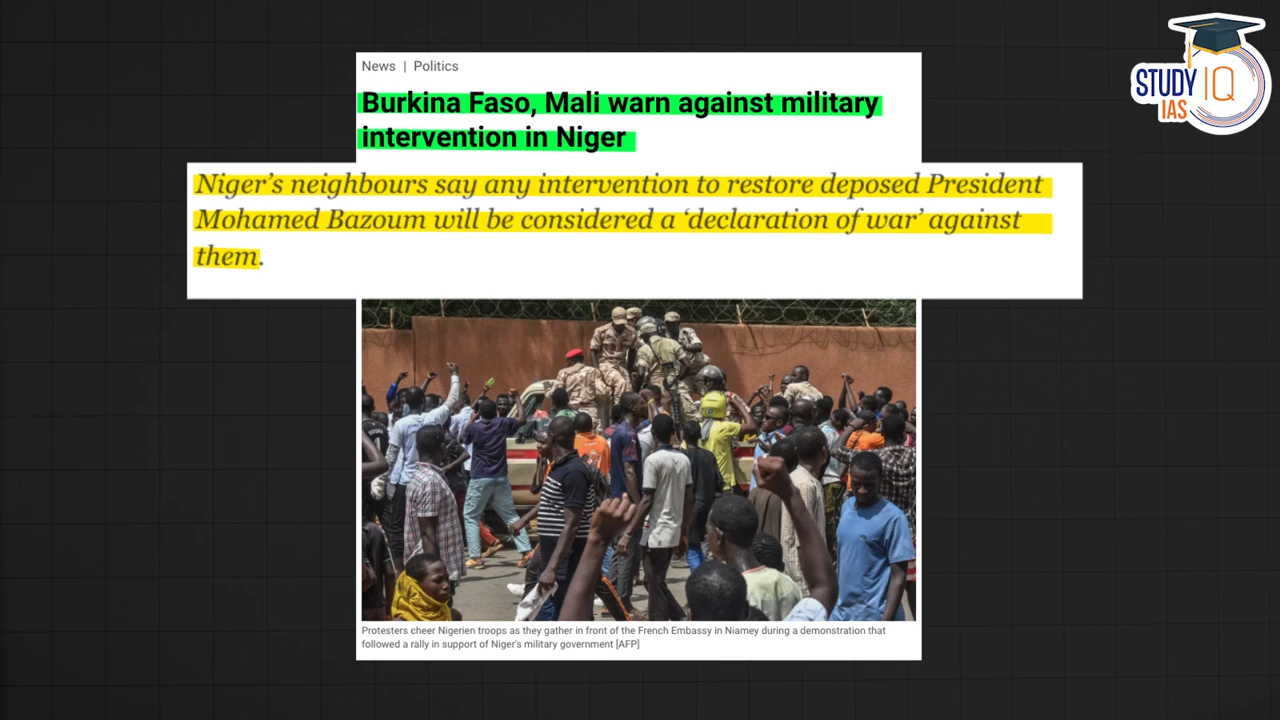 News | Politics
Burkina Faso, Mali warn against military
intervention in Niger
Niger’s neighbours say any intervention to restore deposed President
Mohamed Bazoum will be considered a ‘declaration of war’ against
them.
Protesters cheer Nigerien troops as they gather in front of the French Embassy in Niamey during a demonstration that
followed a rally in support of Niger's military government [AFP]
STUDY IQ
IAS